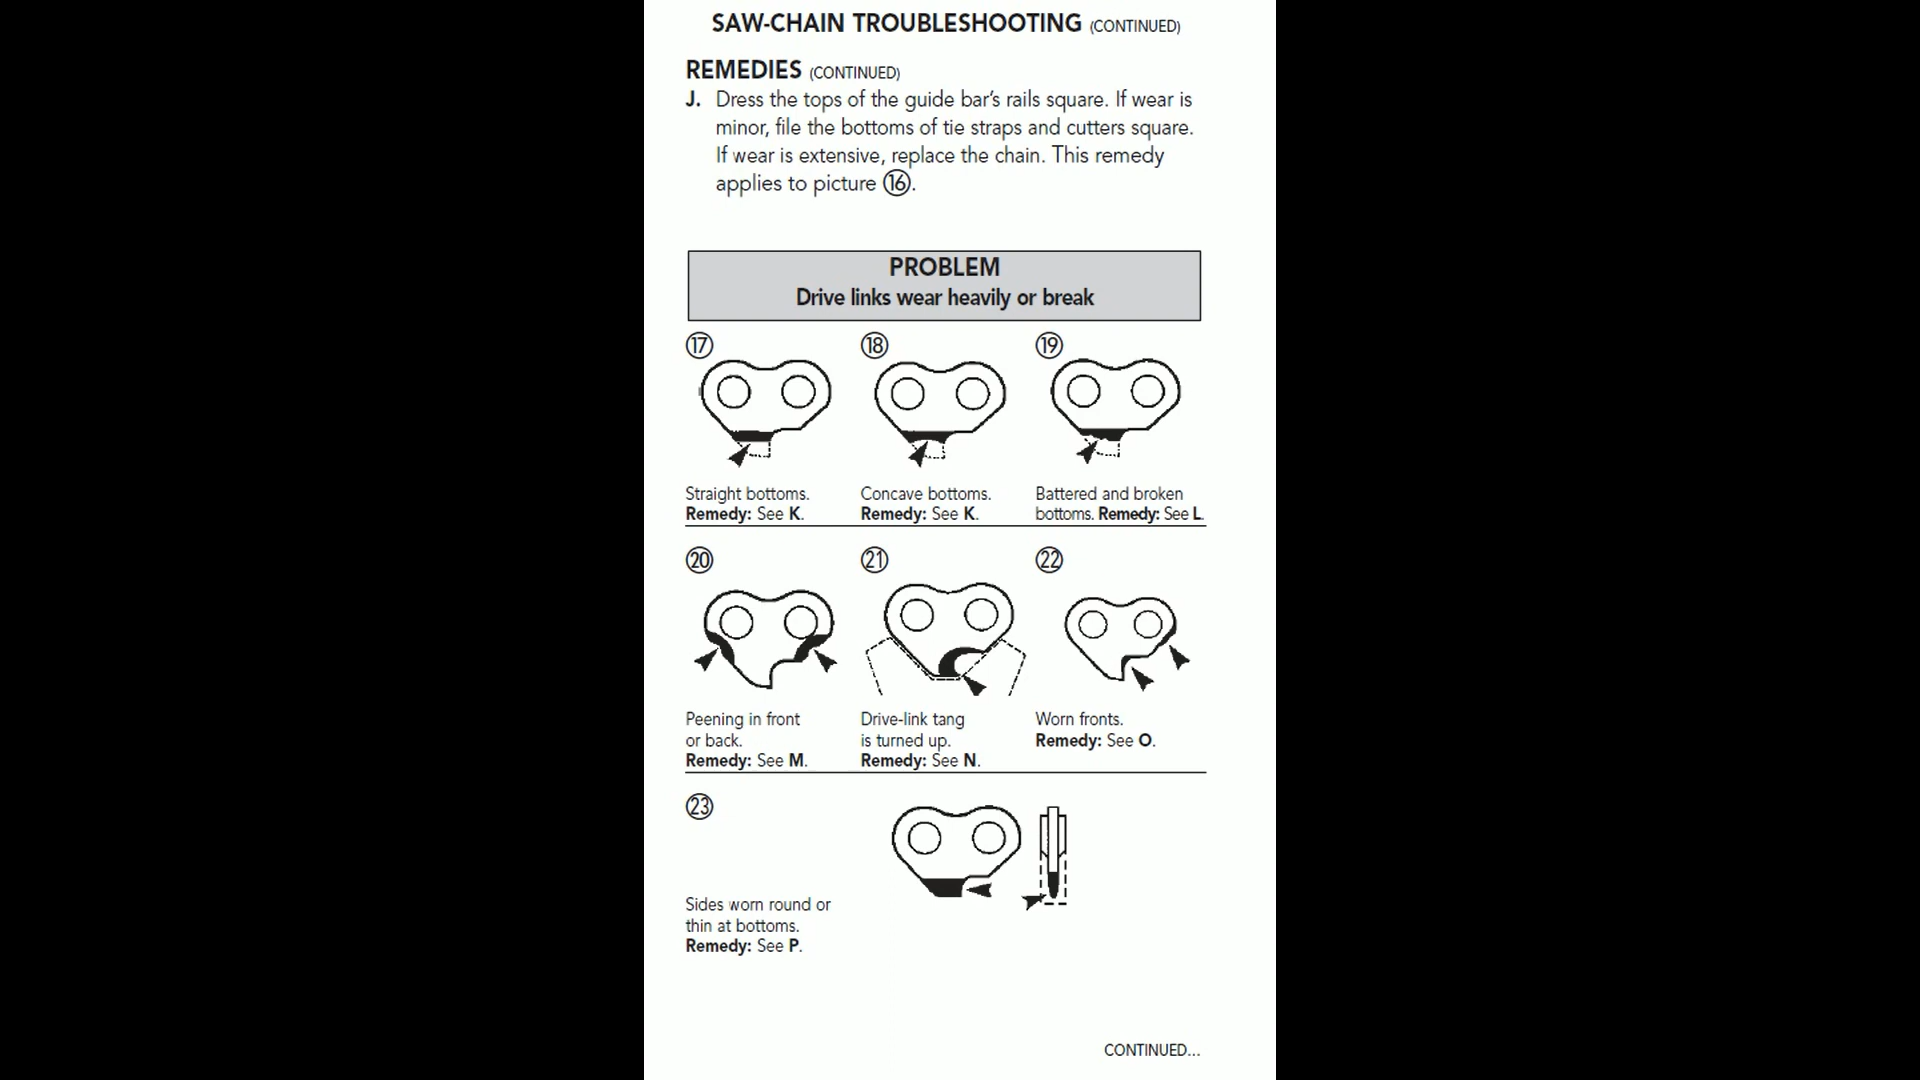 SAW-CHAIN TROUBLESHOOTING (CONTINUED)
REMEDIES (CONTINUED)
J. Dress the tops of the guide bar's rails square. If wear is
minor, file the bottoms of tie straps and cutters square.
If wear is extensive, replace the chain. This remedy
applies to picture ⑯.
PROBLEM
Drive links wear heavily or break
⑰
Straight bottoms.
Remedy: See K.
⑱
Concave bottoms.
Remedy: See K.
⑲
Battered and broken
bottoms. Remedy: See L.
⑳
Peening in front
or back.
Remedy: See M.
㉑
Drive-link tang
is turned up.
Remedy: See N.
㉒
Worn fronts.
Remedy: See O.
㉓
Sides worn round or
thin at bottoms.
Remedy: See P.
CONTINUED...